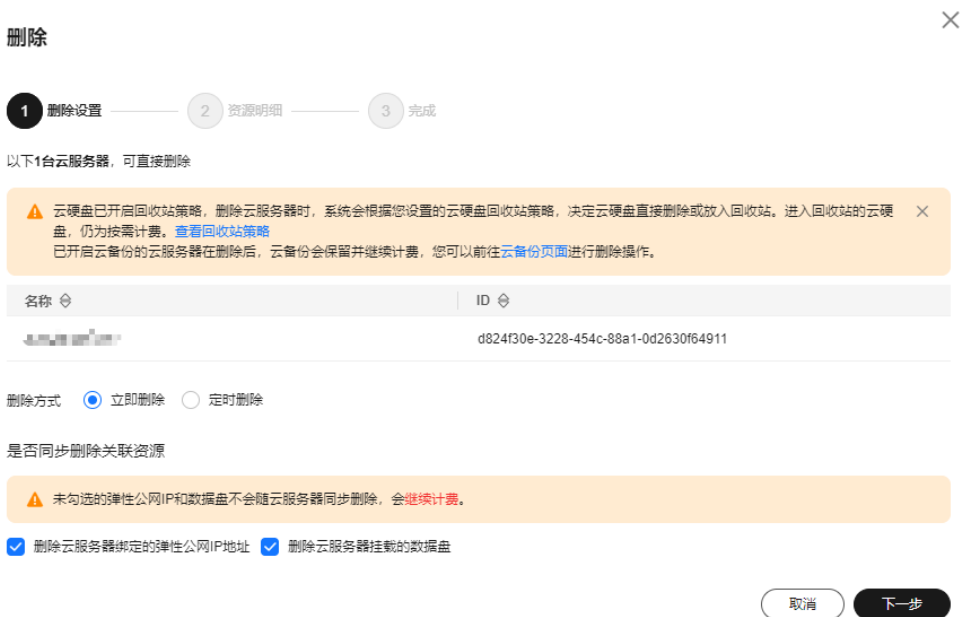 删除
1 删除设置 2 资源明细 3 完成
以下1台云服务器，可直接删除
云硬盘已开启回收站策略，删除云服务器时，系统会根据您设置的云硬盘回收站策略，决定云硬盘直接删除或放入回收站。进入回收站的云硬
盘，仍为按需计费。查看回收站策略
已开启云备份的云服务器在删除后，云备份会保留并继续计费，您可以前往云备份页面进行删除操作。
名称 ID
d824f30e-3228-454c-88a1-0d2630f64911
删除方式 立即删除 定时删除
是否同步删除关联资源
未勾选的弹性公网IP和数据盘不会随云服务器同步删除，会继续计费。
删除云服务器绑定的弹性公网IP地址 删除云服务器挂载的数据盘
取消 下一步